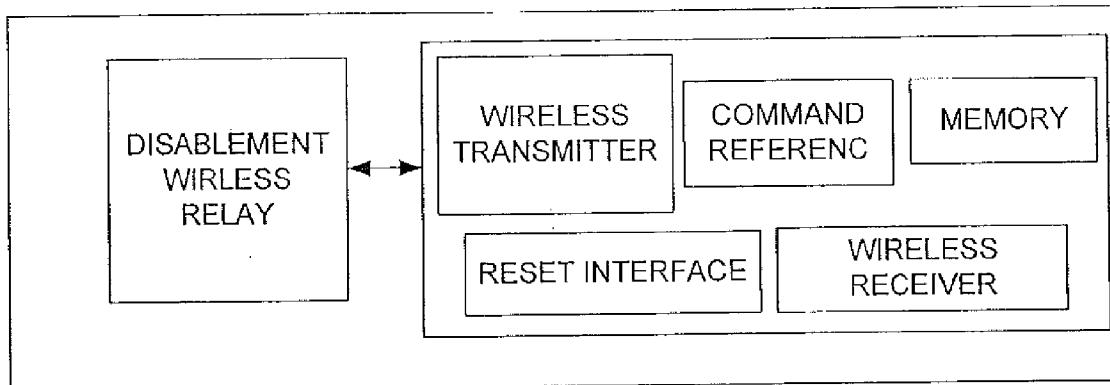 DISABLEMENT
WIRLESS
RELAY
WIRELESS
TRANSMITTER
COMMAND
REFERENC
MEMORY
RESET INTERFACE
WIRELESS
RECEIVER